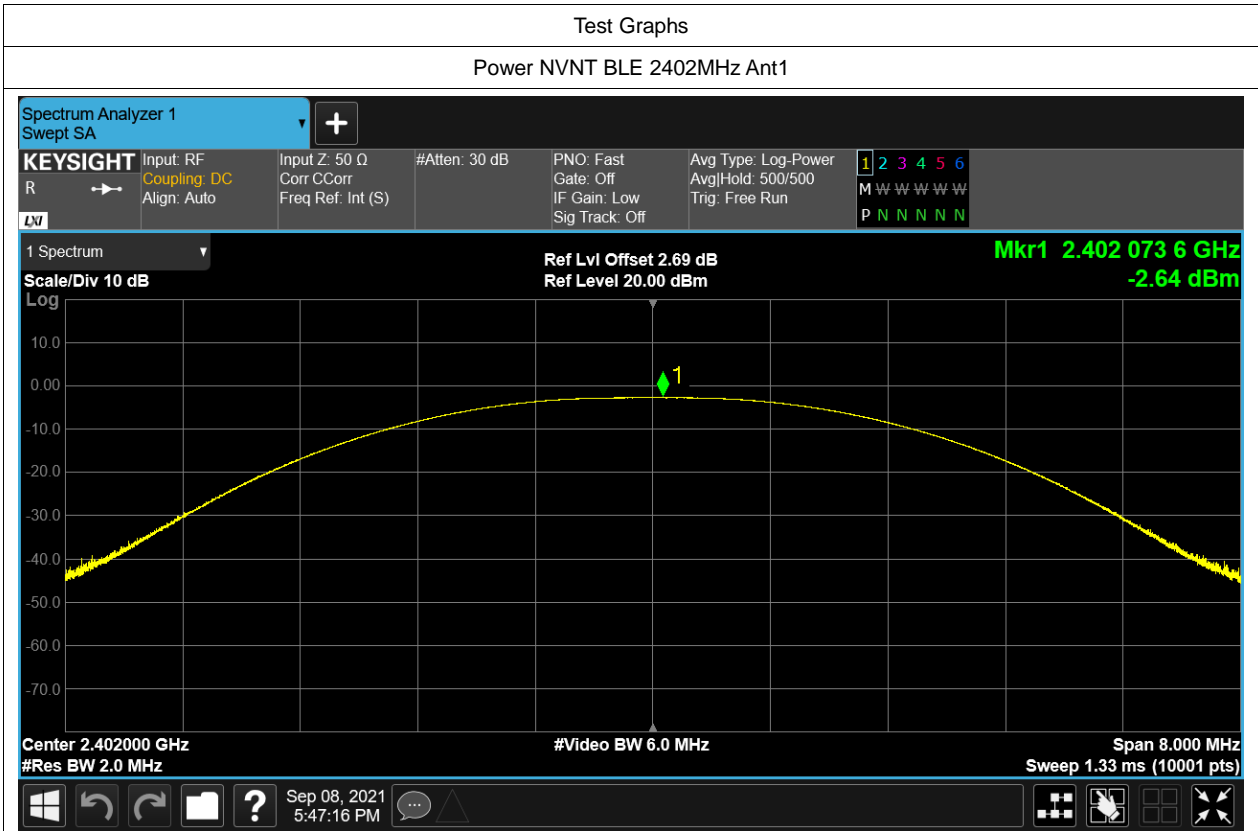 Test Graphs
Power NVNT BLE 2402MHz Ant1
Spectrum Analyzer 1
Swept SA
KEYSIGHT
R
LXI
Input: RF
Coupling: DC
Align: Auto
Input Z: 50 Ω
Corr CCorr
Freq Ref: Int (S)
#Atten: 30 dB
PNO: Fast
Gate: Off
IF Gain: Low
Sig Track: Off
Avg Type: Log-Power
Avg|Hold: 500/500
Trig: Free Run
1 2 3 4 5 6
M W W W W W
P N N N N N
1 Spectrum
Scale/Div 10 dB
Log
Ref Lvl Offset 2.69 dB
Ref Level 20.00 dBm
Mkr1 2.402 073 6 GHz
-2.64 dBm
10.0
0.00
1
-10.0
-20.0
-30.0
-40.0
-50.0
-60.0
-70.0
Center 2.402000 GHz
#Res BW 2.0 MHz
#Video BW 6.0 MHz
Span 8.000 MHz
Sweep 1.33 ms (10001 pts)
?
Sep 08, 2021
5:47:16 PM